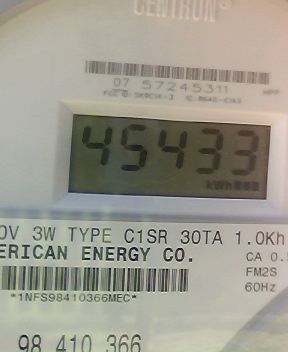 CENTRON®
07 57245311
45433
kWh
0V 3W TYPE C1SR 30TA 1.0Kh
ERICAN ENERGY CO. CA 0.5
FM2S
*1NFS98410366MEC* 60Hz
98 410 366